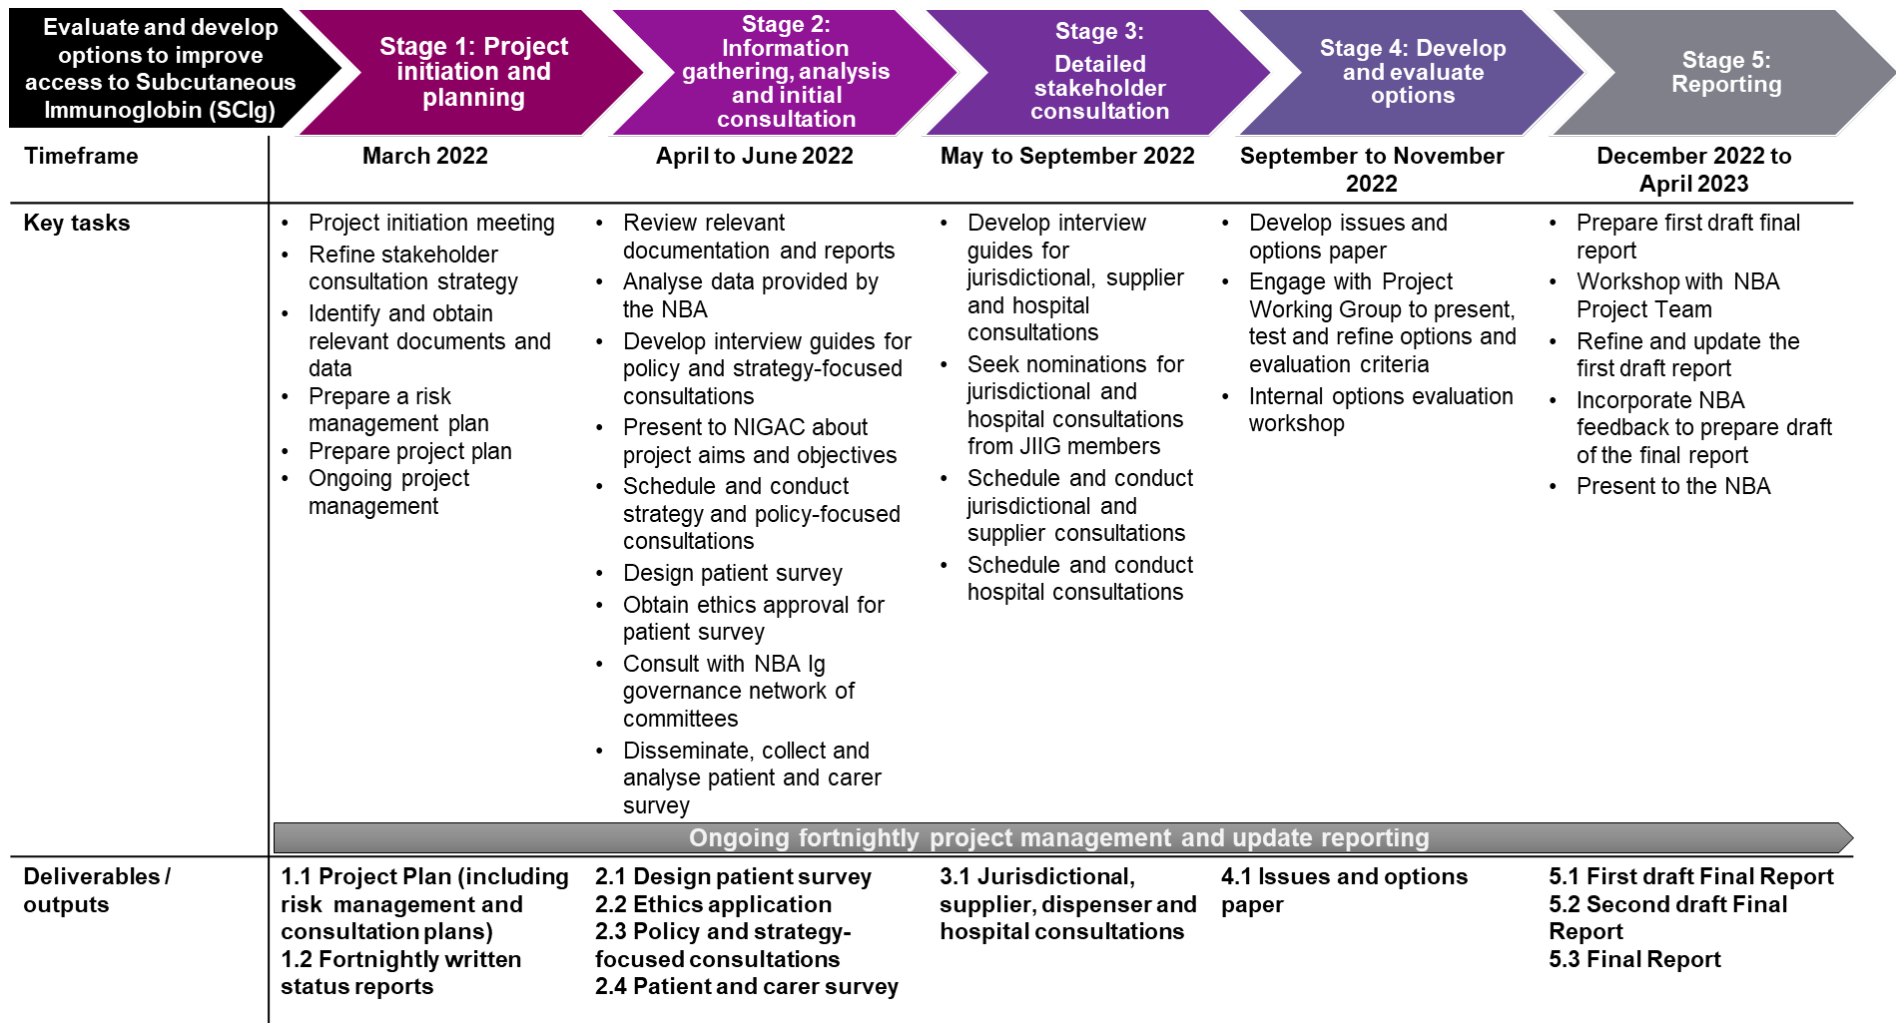 Evaluate and develop
options to improve
access to Subcutaneous
Immunoglobin (SCIg)
Stage 1: Project
initiation and
planning
Stage 2:
Information
gathering, analysis
and initial
consultation
Stage 3:
Detailed
stakeholder
consultation
Stage 4: Develop
and evaluate
options
Stage 5:
Reporting
Timeframe
March 2022
April to June 2022
May to September 2022
September to November
2022
December 2022 to
April 2023
Key tasks
• Project initiation meeting
• Refine stakeholder
consultation strategy
• Identify and obtain
relevant documents and
data
• Prepare a risk
management plan
• Prepare project plan
• Ongoing project
management
• Review relevant
documentation and reports
• Analyse data provided by
the NBA
• Develop interview guides for
policy and strategy-focused
consultations
• Present to NIGAC about
project aims and objectives
• Schedule and conduct
strategy and policy-focused
consultations
• Design patient survey
• Obtain ethics approval for
patient survey
• Consult with NBA Ig
governance network of
committees
• Disseminate, collect and
analyse patient and carer
survey
• Develop interview
guides for
jurisdictional, supplier
and hospital
consultations
• Seek nominations for
jurisdictional and
hospital consultations
from JIIG members
• Schedule and conduct
jurisdictional and
supplier consultations
• Schedule and conduct
hospital consultations
• Develop issues and
options paper
• Engage with Project
Working Group to present,
test and refine options and
evaluation criteria
• Internal options evaluation
workshop
• Prepare first draft final
report
• Workshop with NBA
Project Team
• Refine and update the
first draft report
• Incorporate NBA
feedback to prepare draft
of the final report
• Present to the NBA
Ongoing fortnightly project management and update reporting
Deliverables /
outputs
1.1 Project Plan (including
risk management and
consultation plans)
1.2 Fortnightly written
status reports
2.1 Design patient survey
2.2 Ethics application
2.3 Policy and strategy-
focused consultations
2.4 Patient and carer survey
3.1 Jurisdictional,
supplier, dispenser and
hospital consultations
4.1 Issues and options
paper
5.1 First draft Final Report
5.2 Second draft Final
Report
5.3 Final Report